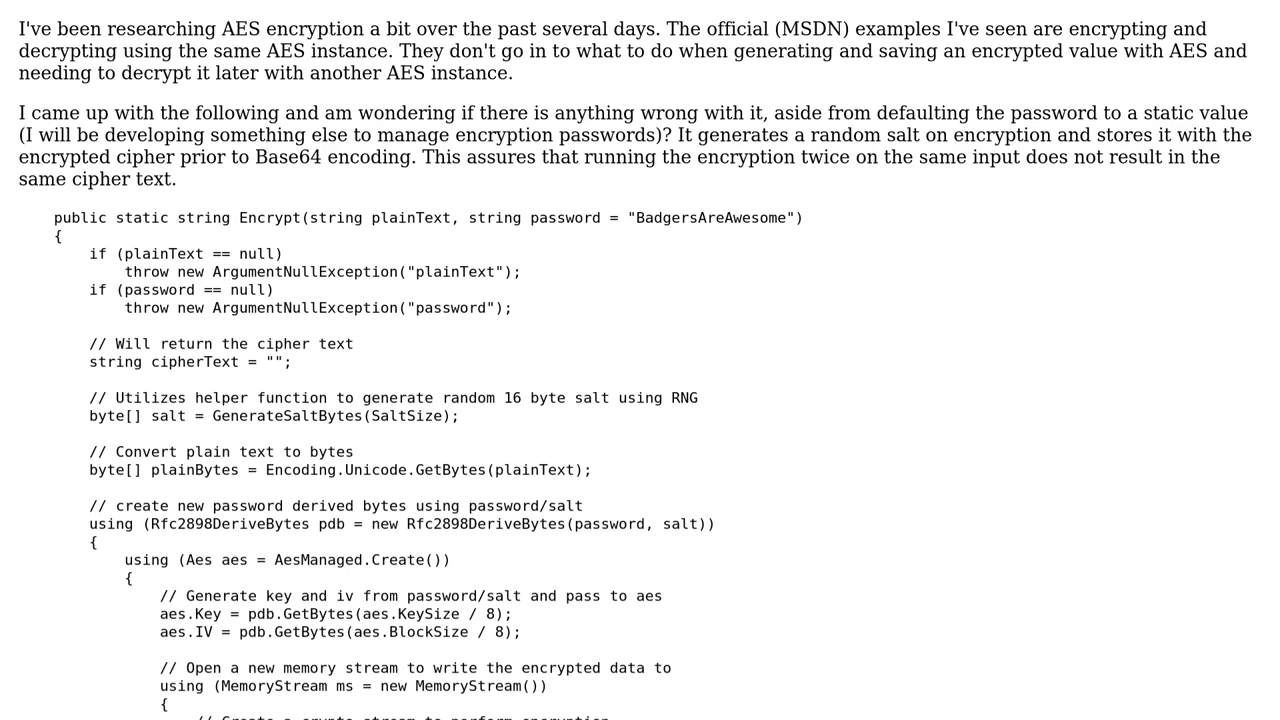 I've been researching AES encryption a bit over the past several days. The official (MSDN) examples I've seen are encrypting and
decrypting using the same AES instance. They don't go in to what to do when generating and saving an encrypted value with AES and
needing to decrypt it later with another AES instance.
I came up with the following and am wondering if there is anything wrong with it, aside from defaulting the password to a static value
(I will be developing something else to manage encryption passwords)? It generates a random salt on encryption and stores it with the
encrypted cipher prior to Base64 encoding. This assures that running the encryption twice on the same input does not result in the
same cipher text.
public static string Encrypt(string plainText, string password = "BadgersAreAwesome")
{
if (plainText == null)
throw new ArgumentNullException("plainText");
if (password == null)
throw new ArgumentNullException("password");
// Will return the cipher text
string cipherText = "";
// Utilizes helper function to generate random 16 byte salt using RNG
byte[] salt = GenerateSaltBytes(SaltSize);
// Convert plain text to bytes
byte[] plainBytes = Encoding.Unicode.GetBytes(plainText);
// create new password derived bytes using password/salt
using (Rfc2898DeriveBytes pdb = new Rfc2898DeriveBytes(password, salt))
{
using (Aes aes = AesManaged.Create())
{
// Generate key and iv from password/salt and pass to aes
aes.Key = pdb.GetBytes(aes.KeySize / 8);
aes.IV = pdb.GetBytes(aes.BlockSize / 8);
// Open a new memory stream to write the encrypted data to
using (MemoryStream ms = new MemoryStream())
{
// Create a crypto stream to perform encryption